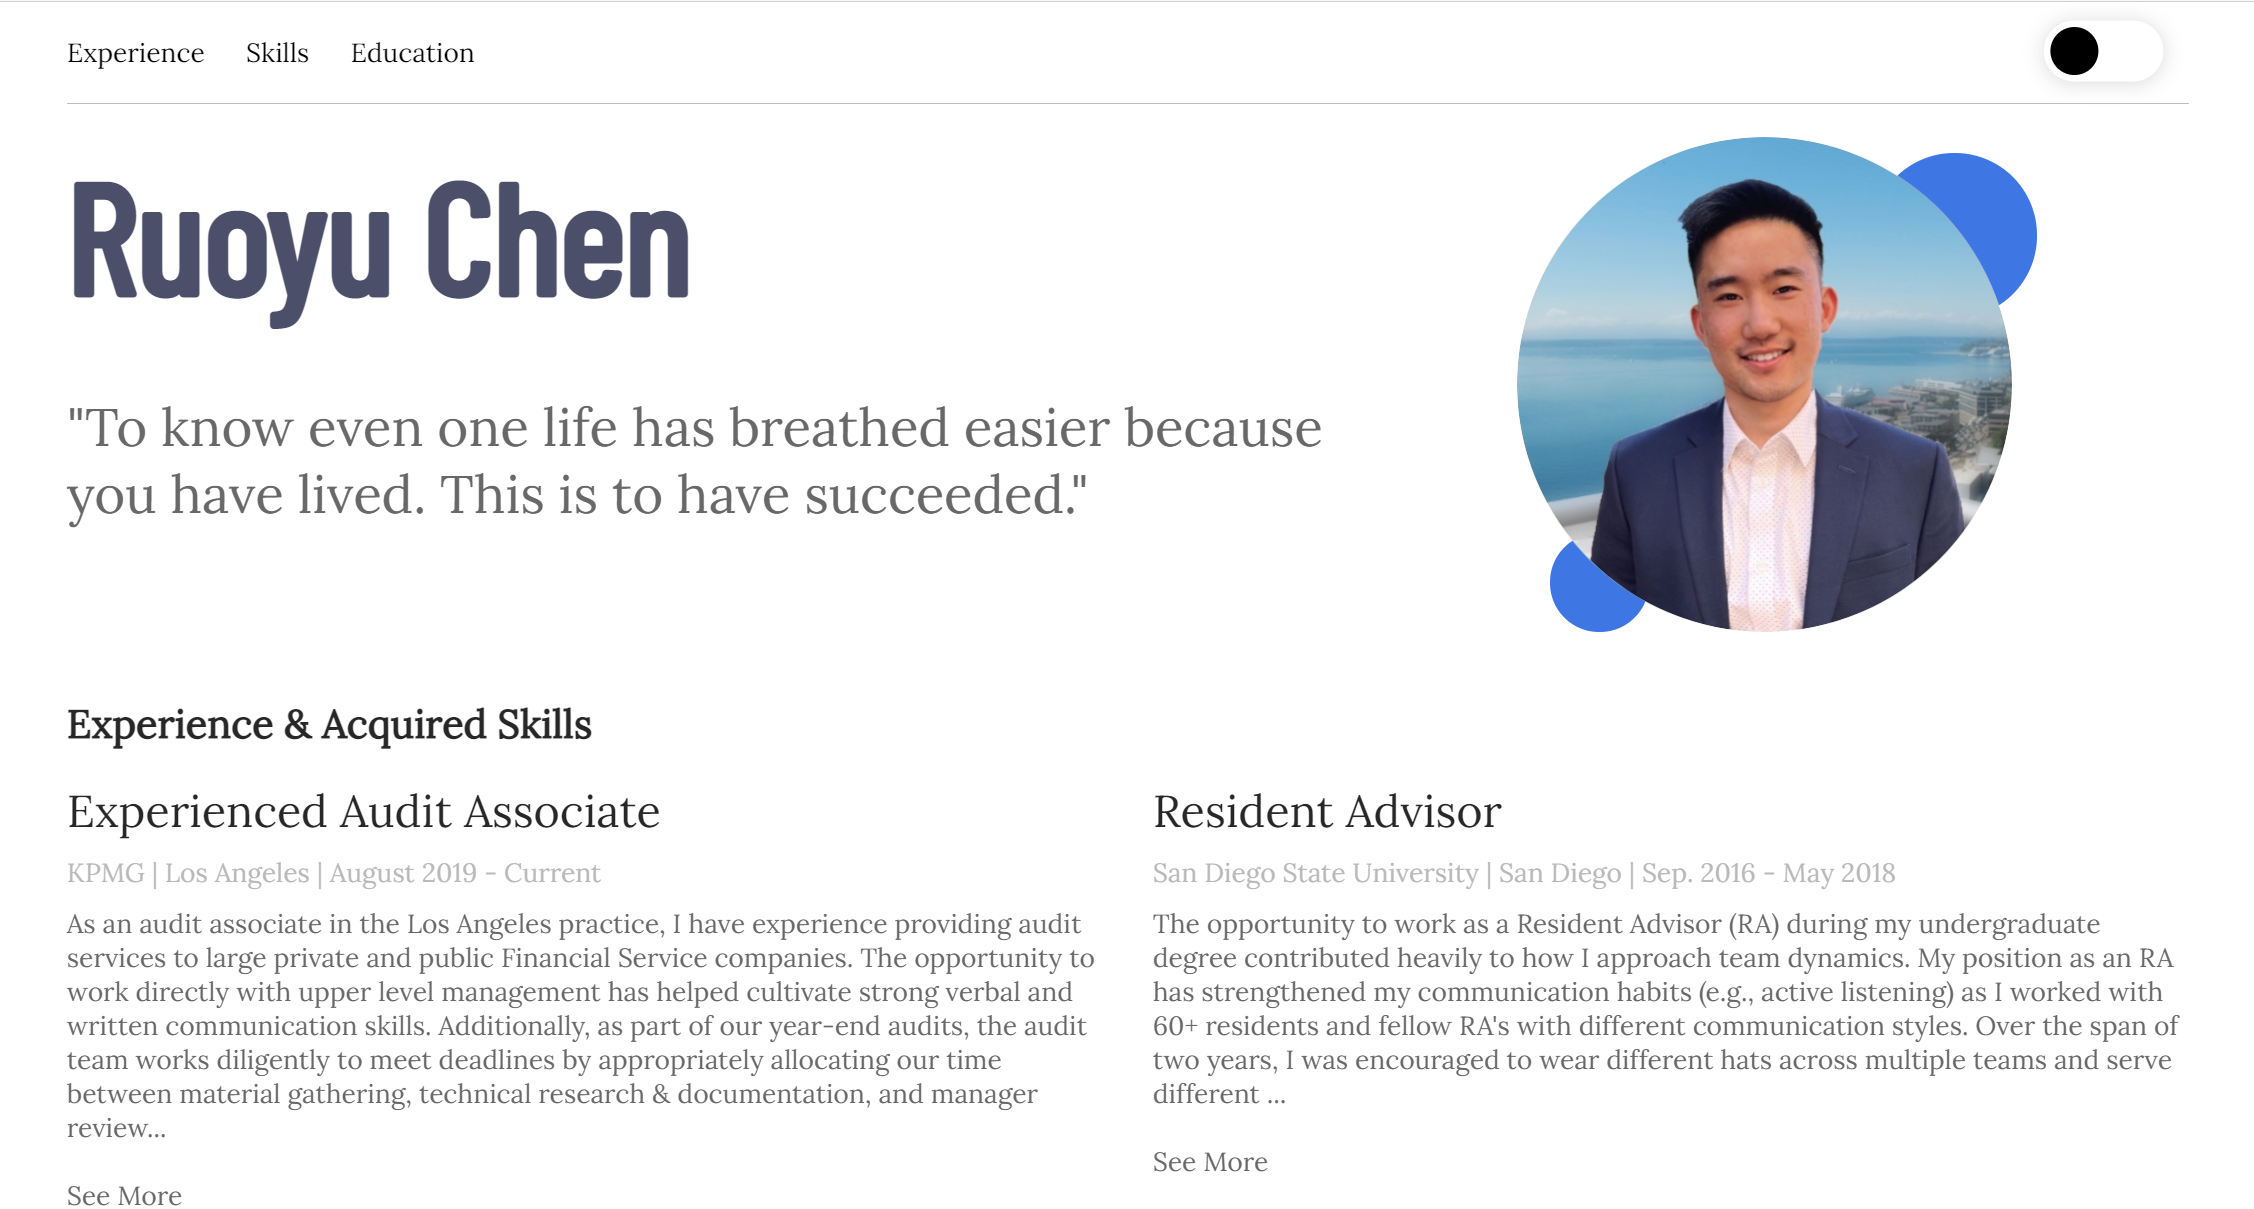 Experience Skills Education
Ruoyu Chen
"To know even one life has breathed easier because
you have lived. This is to have succeeded."
Experience & Acquired Skills
Experienced Audit Associate
KPMG | Los Angeles | August 2019 - Current
As an audit associate in the Los Angeles practice, I have experience providing audit
services to large private and public Financial Service companies. The opportunity to
work directly with upper level management has helped cultivate strong verbal and
written communication skills. Additionally, as part of our year-end audits, the audit
team works diligently to meet deadlines by appropriately allocating our time
between material gathering, technical research & documentation, and manager
review...
See More
Resident Advisor
San Diego State University | San Diego | Sep. 2016 - May 2018
The opportunity to work as a Resident Advisor (RA) during my undergraduate
degree contributed heavily to how I approach team dynamics. My position as an RA
has strengthened my communication habits (e.g., active listening) as I worked with
60+ residents and fellow RA's with different communication styles. Over the span of
two years, I was encouraged to wear different hats across multiple teams and serve
different ...
See More